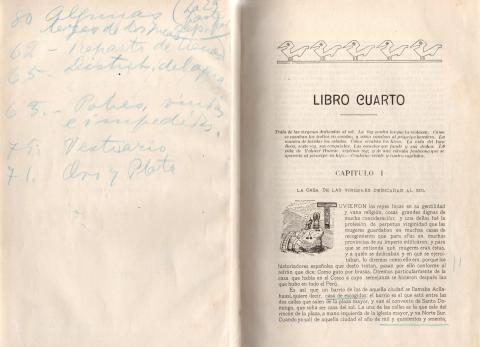 80 Algunas
leyes de los
62 - Reparto de tierras
65 - Distrib. del agua
63. - Pobres, viudas
e impedidos.
75. Vestuario
71. Oro y Plata
LIBRO CUARTO
CAPITULO I
LA CASA DE LAS VIRGENES DEDICADAS AL SOL
TUVIERON los reyes Incas en su gentilidad
y vana religión, cosas grandes dignas de
mucha consideración; y una dellas fué la
profesión de perpetua virginidad que las
mugeres guardaban en muchas casas de
recogimiento que para ellas en muchas
provincias de su imperio edificaron; y para
que se entienda qué mugeres eran éstas,
y a quién se dedicaban y en qué se ejerci-
taban, lo diremos como ello era; porque los
historiadores españoles que desto tratan, pasan por ello conforme al
refrán que dice: Como gato por brasas. Diremos particularmente de la
casa que había en el Cozco a cuyo semejanza se hicieron después las
que hubo en todo el Perú.
Es así que un barrio de los de aquella ciudad se llamaba Aclla-
huasi, quiere decir, casa de escogidas; el barrio es el que está entre las
dos calles que salen de la plaza mayor, y van al convento de Santo Do-
mingo, que solía ser casa del sol. La una de las calles es la que sale del
rincón de la plaza, a mano izquierda de la iglesia mayor, y va Norte Sur.
Cuando yo salí de aquella ciudad el año de mil y quinientos y sesenta,